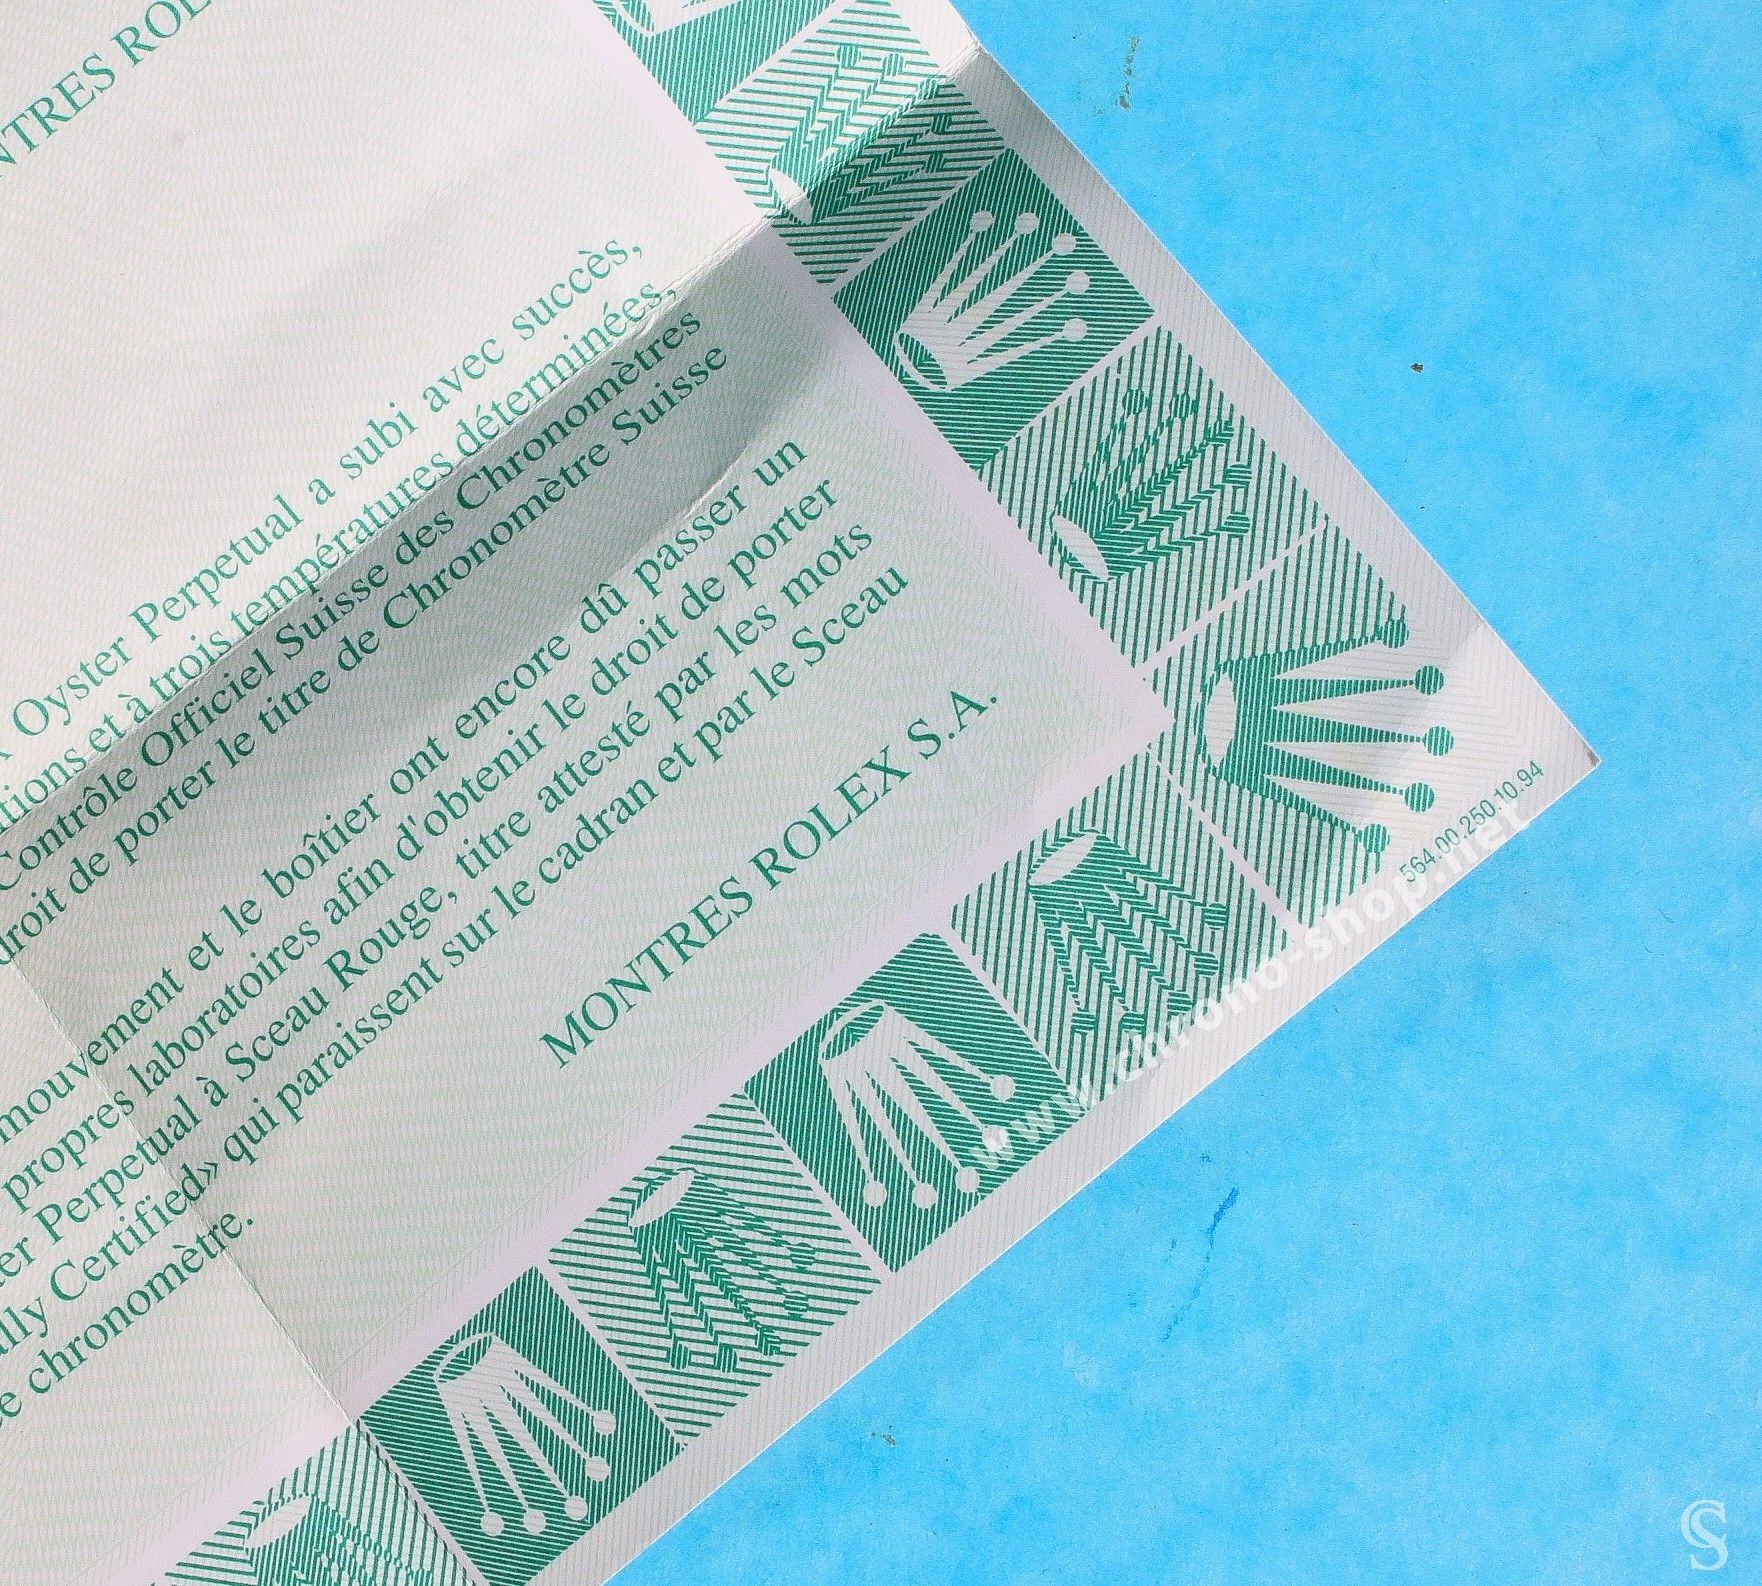 MONTRES ROL
Oyster Perpetual a subi avec succès,
et à trois températures déterminées,
Contrôle Officiel Suisse des Chronomètres
droit de porter le titre de Chronomètre Suisse
mouvement et le boîtier ont encore dû passer un
propres laboratoires afin d'obtenir le droit de porter
Perpetual à Sceau Rouge, titre attesté par les mots
Certified» qui paraissent sur le cadran et par le Sceau
chronomètre.
MONTRES ROLEX S.A.
564.00.250.10.94
www.chrono-shop.net